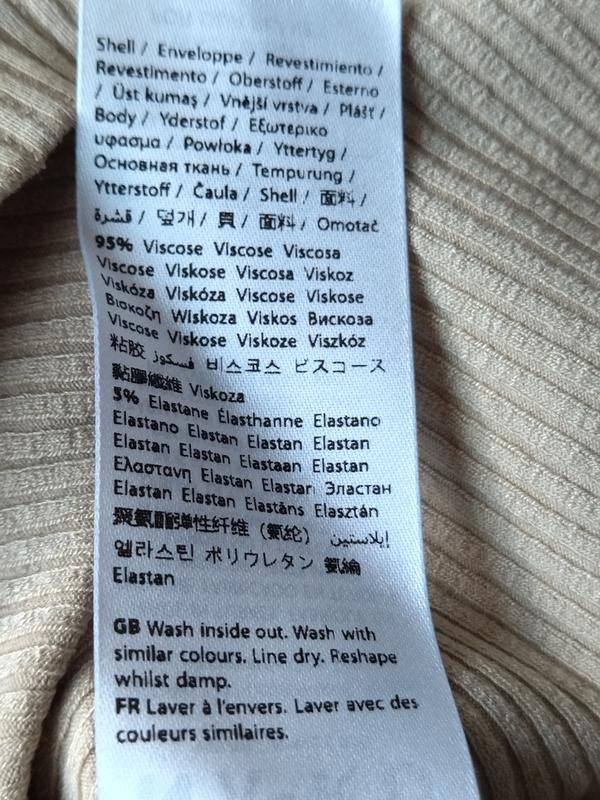 Shell / Enveloppe / Revestimiento /
Revestimento / Oberstoff / Esterno
/ Üst kumaş / Vnější vrstva / Plášť /
Body / Yderstof / Εξωτερικο
υφασμα / Powłoka / Yttertyg /
Основная ткань / Tempurung /
Ytterstoff / Čaula / Shell / 面料 /
قشرة / 덮개 / 貝 / 面料 / Omotač
95% Viscose Viscose Viscosa
Viscose Viskose Viscosa Viskoz
Viskóza Viskóza Viscose Viskose
Βισκοζη Wiskoza Viskos Вискоза
Viscose Viskose Viskoze Viszkóz
粘胶 فسكوز 비스코스 ビスコース
黏膠纖維 Viskoza
5% Elastane Élasthanne Elastano
Elastano Elastan Elastan Elastan
Elastan Elastan Elastaan Elastan
Ελαστανη Elastan Elastan Эластан
Elastan Elastan Elastāns Elasztán
聚氨酯弹性纤维（氨纶） إيلاستين
엘라스틴 ポリウレタン 氨綸
Elastan
GB Wash inside out. Wash with
similar colours. Line dry. Reshape
whilst damp.
FR Laver à l'envers. Laver avec des
couleurs similaires.